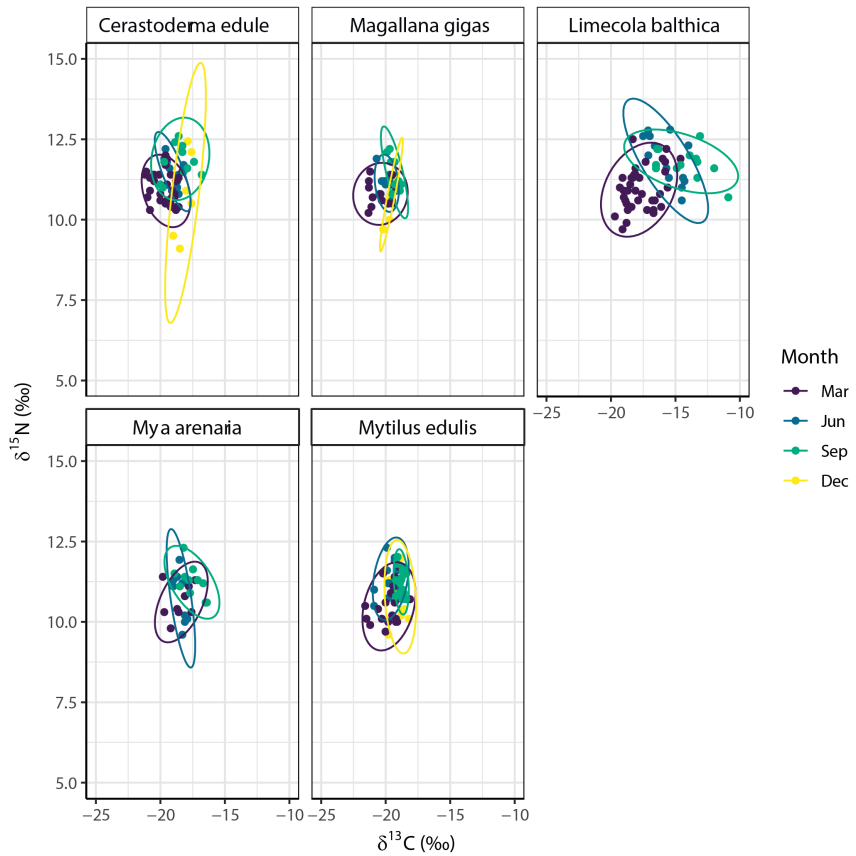 Cerastoderma edule
Magallana gigas
Limecola balthica
15.0
12.5
10.0
7.5
5.0
−25 −20 −15 −10
Mya arenaria
Mytilus edulis
15.0
12.5
10.0
7.5
5.0
−25 −20 −15 −10
−25 −20 −15 −10
δ15N (‰)
δ13C (‰)
Month
Mar
Jun
Sep
Dec